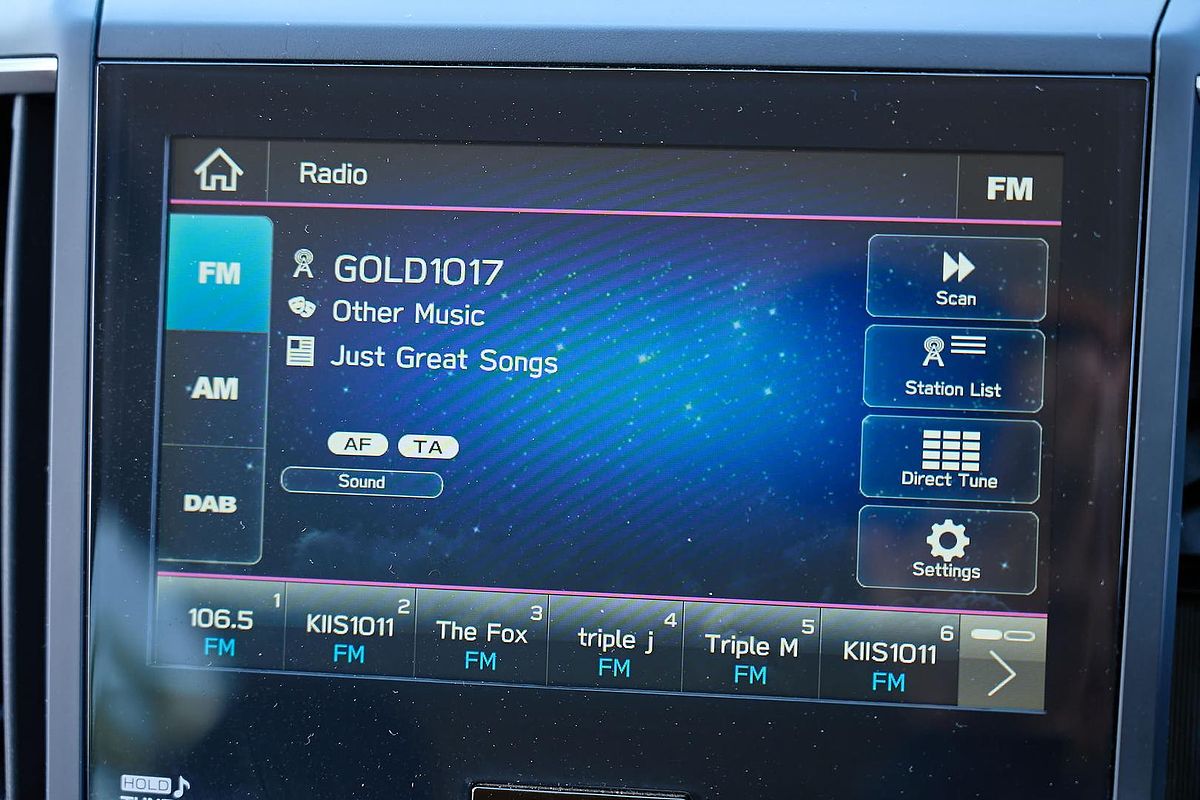 Radio
FM
FM
GOLD1017
Scan
Other Music
Just Great Songs
Station List
AM
AF TA
Sound
Direct Tune
DAB
Settings
1
106.5
FM
2
KIIS1011
FM
3
The Fox
FM
4
triple j
FM
5
Triple M
FM
6
KIIS1011
FM
HOLD